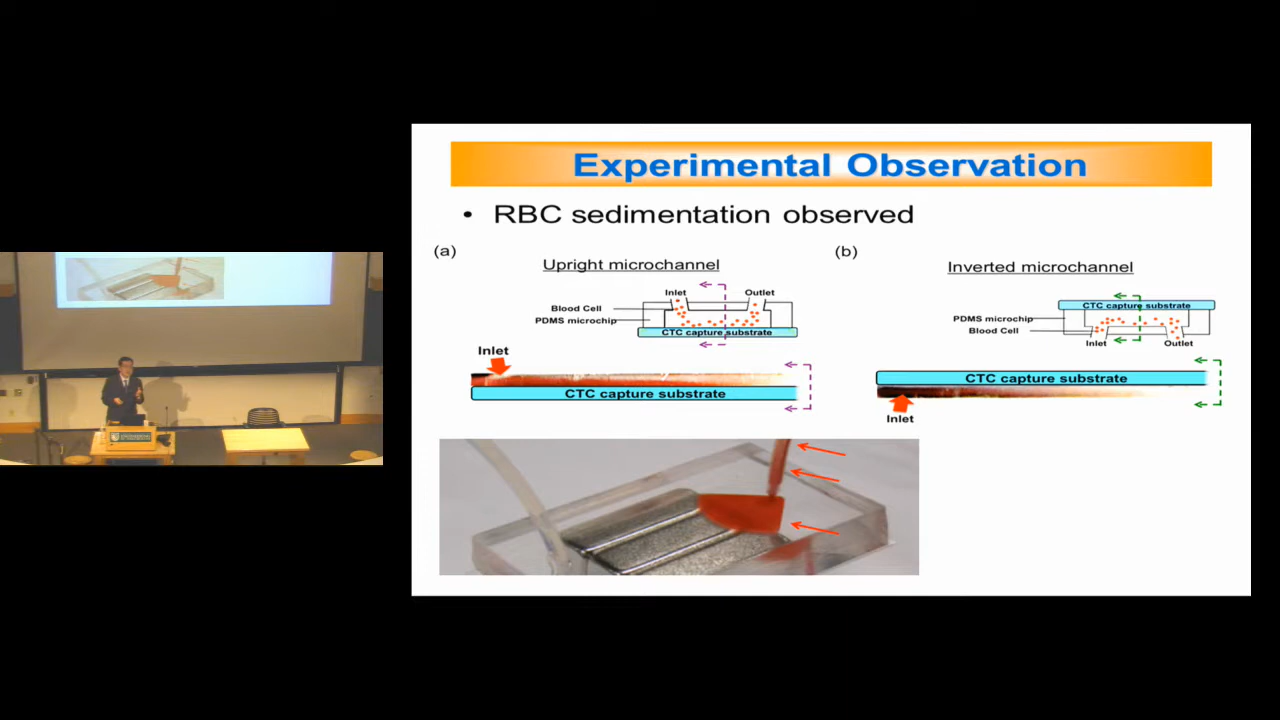 Experimental Observation
• RBC sedimentation observed
(a)
Upright microchannel
Inlet
Outlet
Blood Cell
PDMS microchip
CTC capture substrate
Inlet
CTC capture substrate
(b)
Inverted microchannel
CTC capture substrate
PDMS microchip
Blood Cell
Inlet
Outlet
CTC capture substrate
Inlet